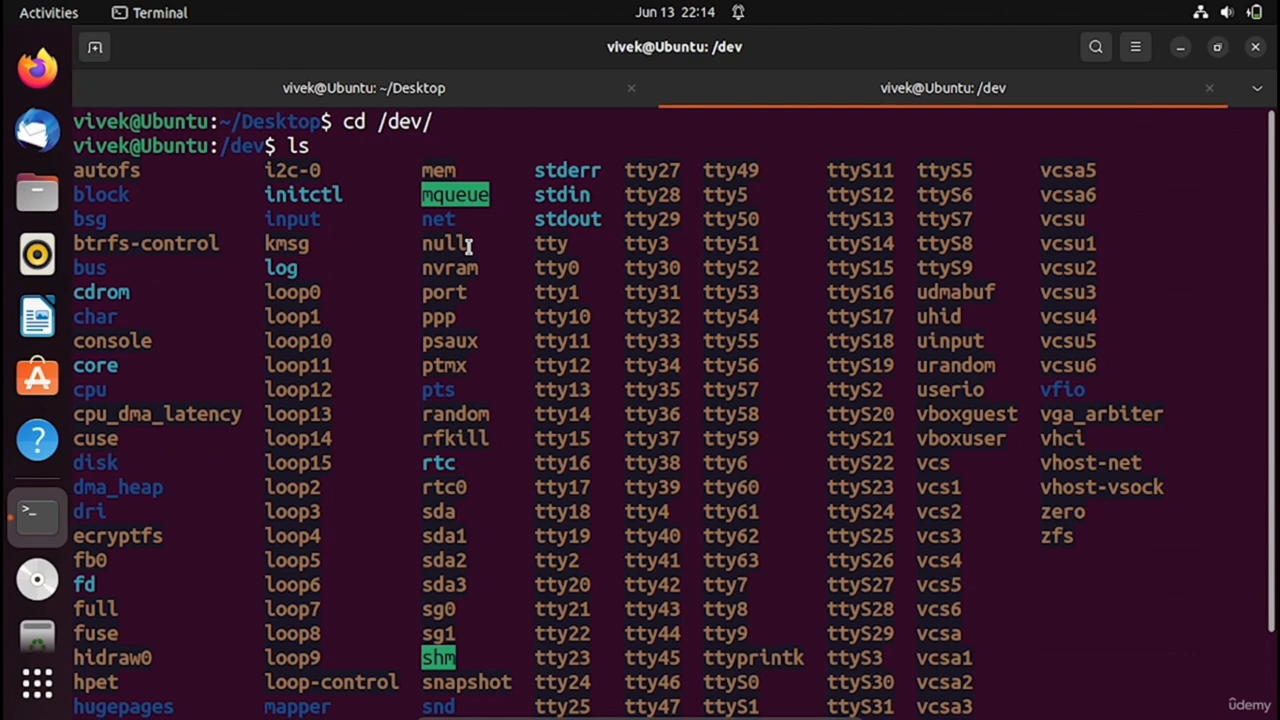 Activities Terminal Jun 13 22:14
vivek@Ubuntu: /dev
vivek@Ubuntu: ~/Desktop vivek@Ubuntu: /dev
vivek@Ubuntu:~/Desktop$ cd /dev/
vivek@Ubuntu:/dev$ ls
autofs i2c-0 mem stderr tty27 tty49 ttyS11 ttyS5 vcsa5
block initctl mqueue stdin tty28 tty5 ttyS12 ttyS6 vcsa6
bsg input net stdout tty29 tty50 ttyS13 ttyS7 vcsu
btrfs-control kmsg null tty tty3 tty51 ttyS14 ttyS8 vcsu1
bus log nvram tty0 tty30 tty52 ttyS15 ttyS9 vcsu2
cdrom loop0 port tty1 tty31 tty53 ttyS16 udmabuf vcsu3
char loop1 ppp tty10 tty32 tty54 ttyS17 uhid vcsu4
console loop10 psaux tty11 tty33 tty55 ttyS18 uinput vcsu5
core loop11 ptmx tty12 tty34 tty56 ttyS19 urandom vcsu6
cpu loop12 pts tty13 tty35 tty57 ttyS2 userio vfio
cpu_dma_latency loop13 random tty14 tty36 tty58 ttyS20 vboxguest vga_arbiter
cuse loop14 rfkill tty15 tty37 tty59 ttyS21 vboxuser vhci
disk loop15 rtc tty16 tty38 tty6 ttyS22 vcs vhost-net
dma_heap loop2 rtc0 tty17 tty39 tty60 ttyS23 vcs1 vhost-vsock
dri loop3 sda tty18 tty4 tty61 ttyS24 vcs2 zero
ecryptfs loop4 sda1 tty19 tty40 tty62 ttyS25 vcs3 zfs
fb0 loop5 sda2 tty2 tty41 tty63 ttyS26 vcs4
fd loop6 sda3 tty20 tty42 tty7 ttyS27 vcs5
full loop7 sg0 tty21 tty43 tty8 ttyS28 vcs6
fuse loop8 sg1 tty22 tty44 tty9 ttyS29 vcsa
hidraw0 loop9 shm tty23 tty45 ttyprintk ttyS3 vcsa1
hpet loop-control snapshot tty24 tty46 ttyS0 ttyS30 vcsa2
hugepages mapper snd tty25 tty47 ttyS1 ttyS31 vcsa3
udemy